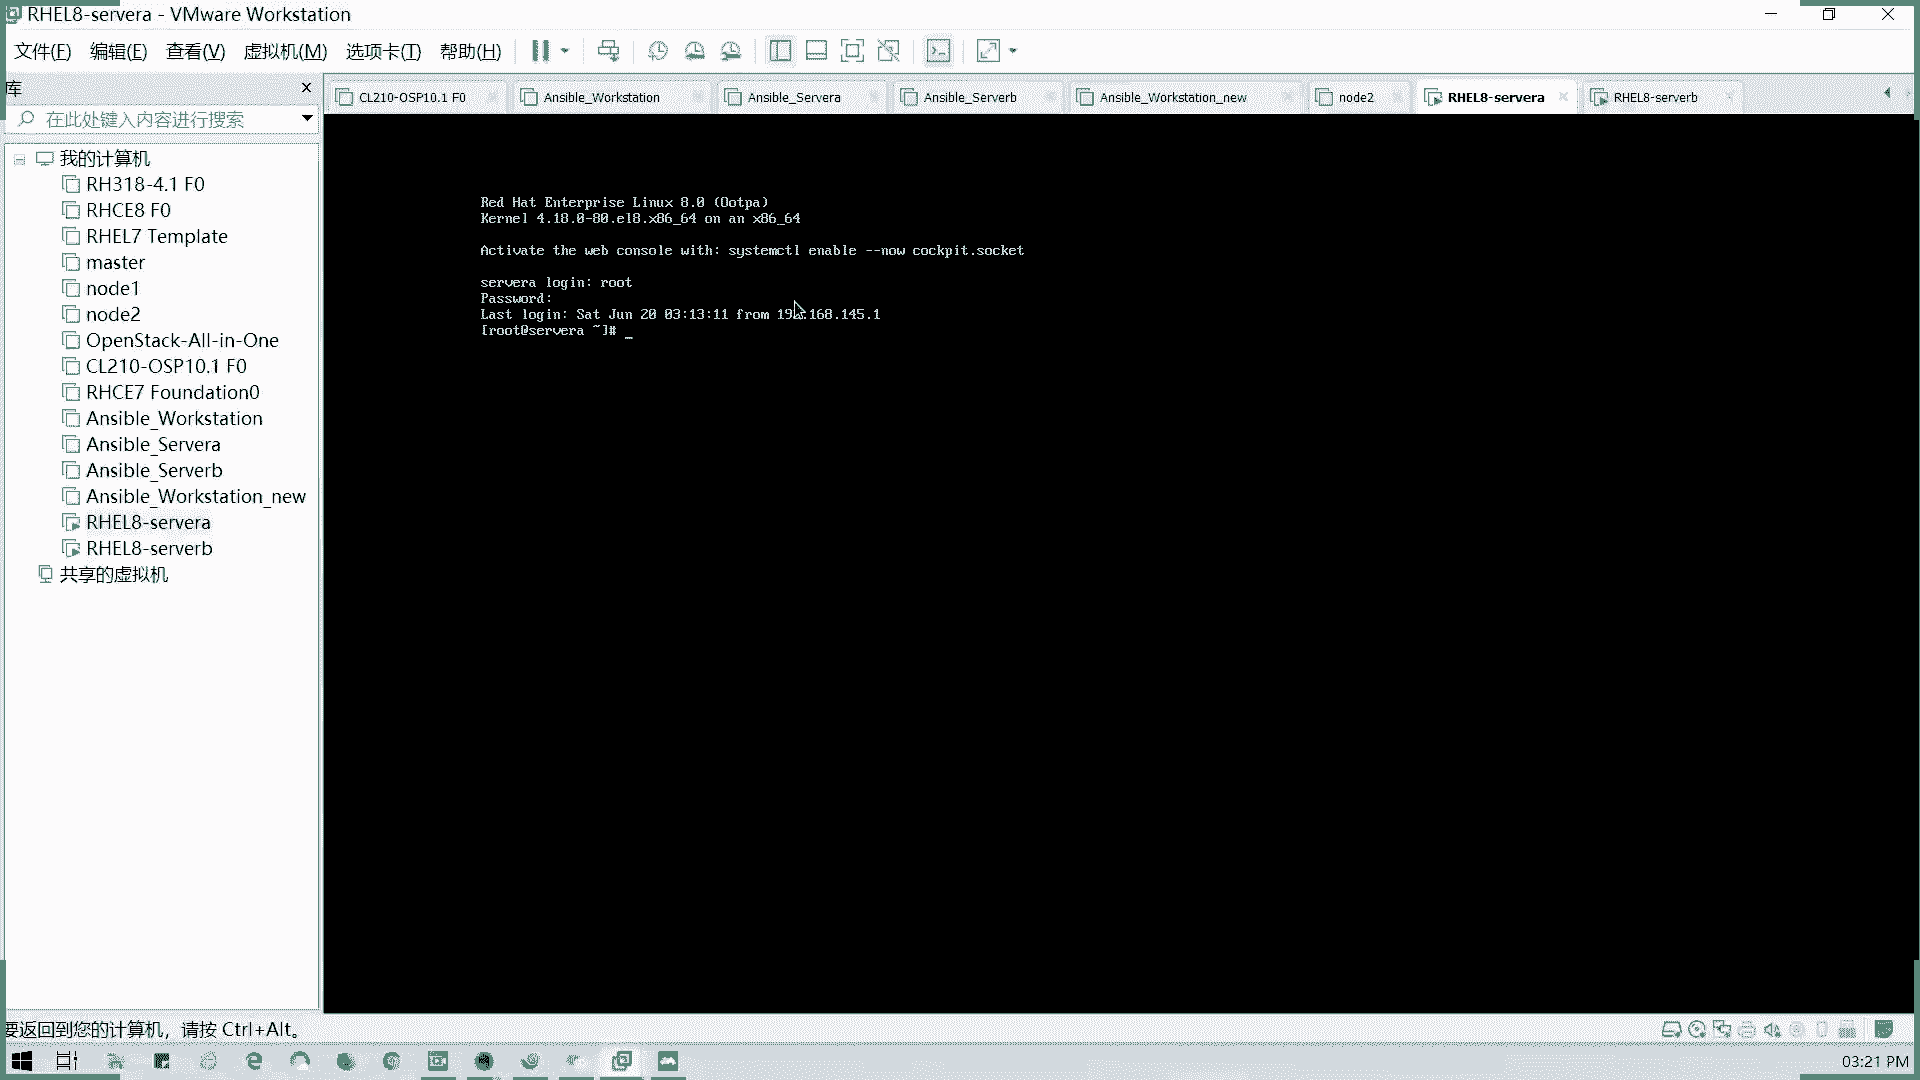 RHEL8-servera - VMware Workstation
文件(F) 编辑(E) 查看(V) 虚拟机(M) 选项卡(T) 帮助(H)
库
在此处键入内容进行搜索
我的计算机
RH318-4.1 F0
RHCE8 F0
RHEL7 Template
master
node1
node2
OpenStack-All-in-One
CL210-OSP10.1 F0
RHCE7 Foundation0
Ansible_Workstation
Ansible_Servera
Ansible_Serverb
Ansible_Workstation_new
RHEL8-servera
RHEL8-serverb
共享的虚拟机
CL210-OSP10.1 F0 Ansible_Workstation Ansible_Servera Ansible_Serverb Ansible_Workstation_new node2 RHEL8-servera RHEL8-serverb
Red Hat Enterprise Linux 8.0 (Ootpa)
Kernel 4.18.0-80.el8.x86_64 on an x86_64
Activate the web console with: systemctl enable --now cockpit.socket
servera login: root
Password:
Last login: Sat Jun 20 03:13:11 from 192.168.145.1
[root@servera ~]# _
要返回到您的计算机，请按 Ctrl+Alt。
03:21 PM